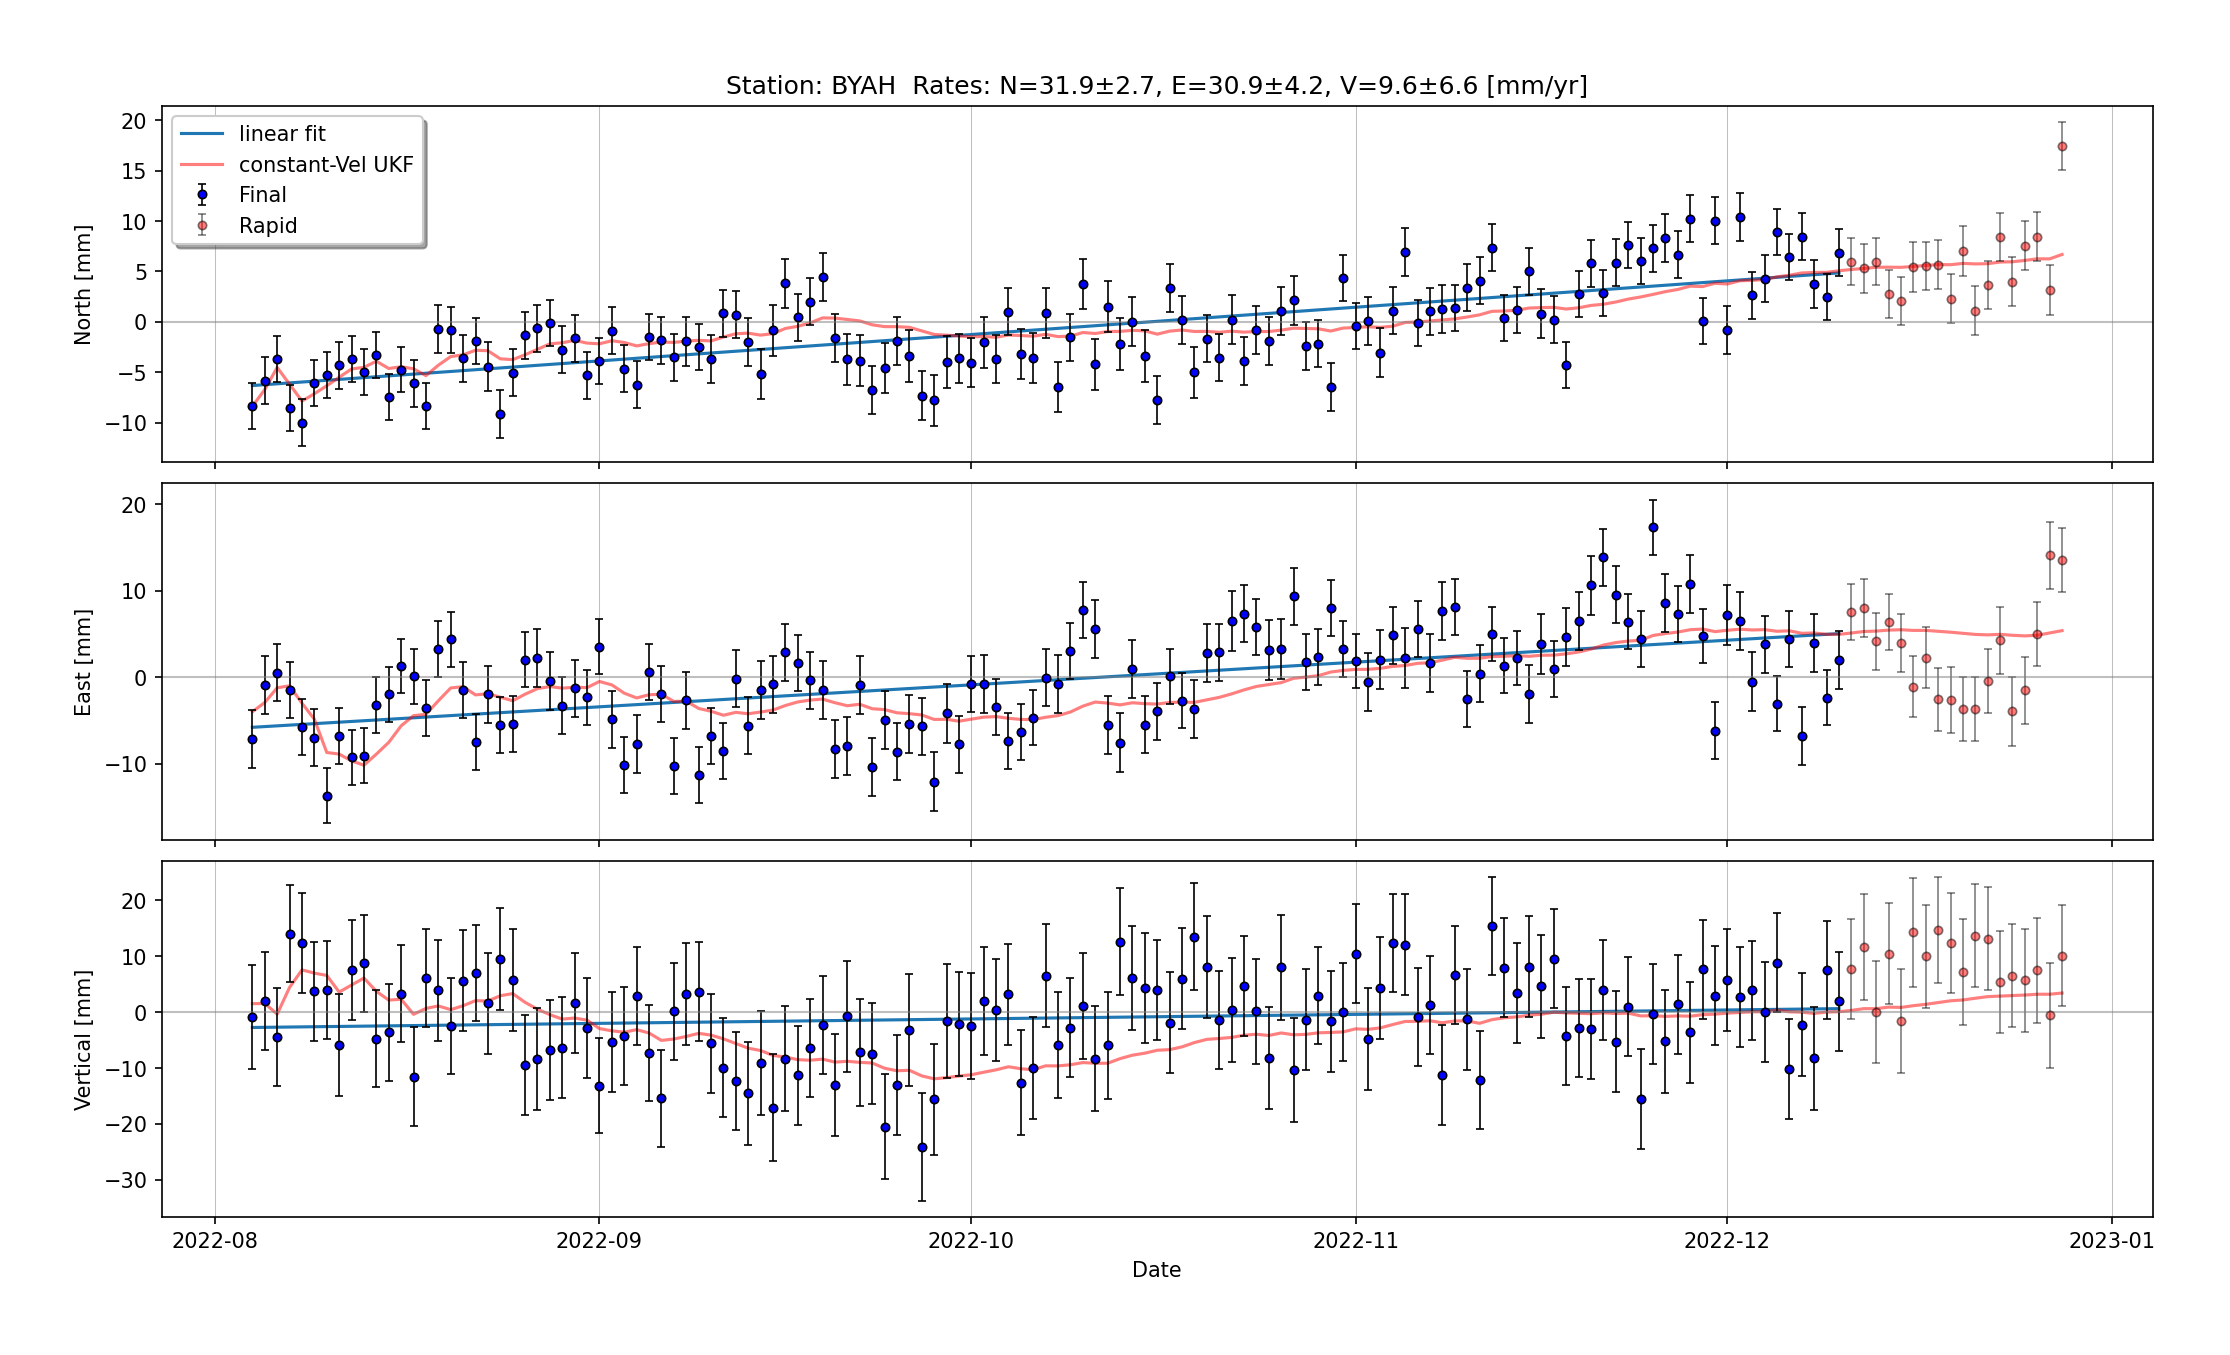 Station: BYAH  Rates: N=31.9±2.7, E=30.9±4.2, V=9.6±6.6 [mm/yr]
linear fit
constant-Vel UKF
Final
Rapid
North [mm]
20
15
10
5
0
−5
−10
East [mm]
20
10
0
−10
Vertical [mm]
20
10
0
−10
−20
−30
2022-08 2022-09 2022-10 2022-11 2022-12 2023-01
Date